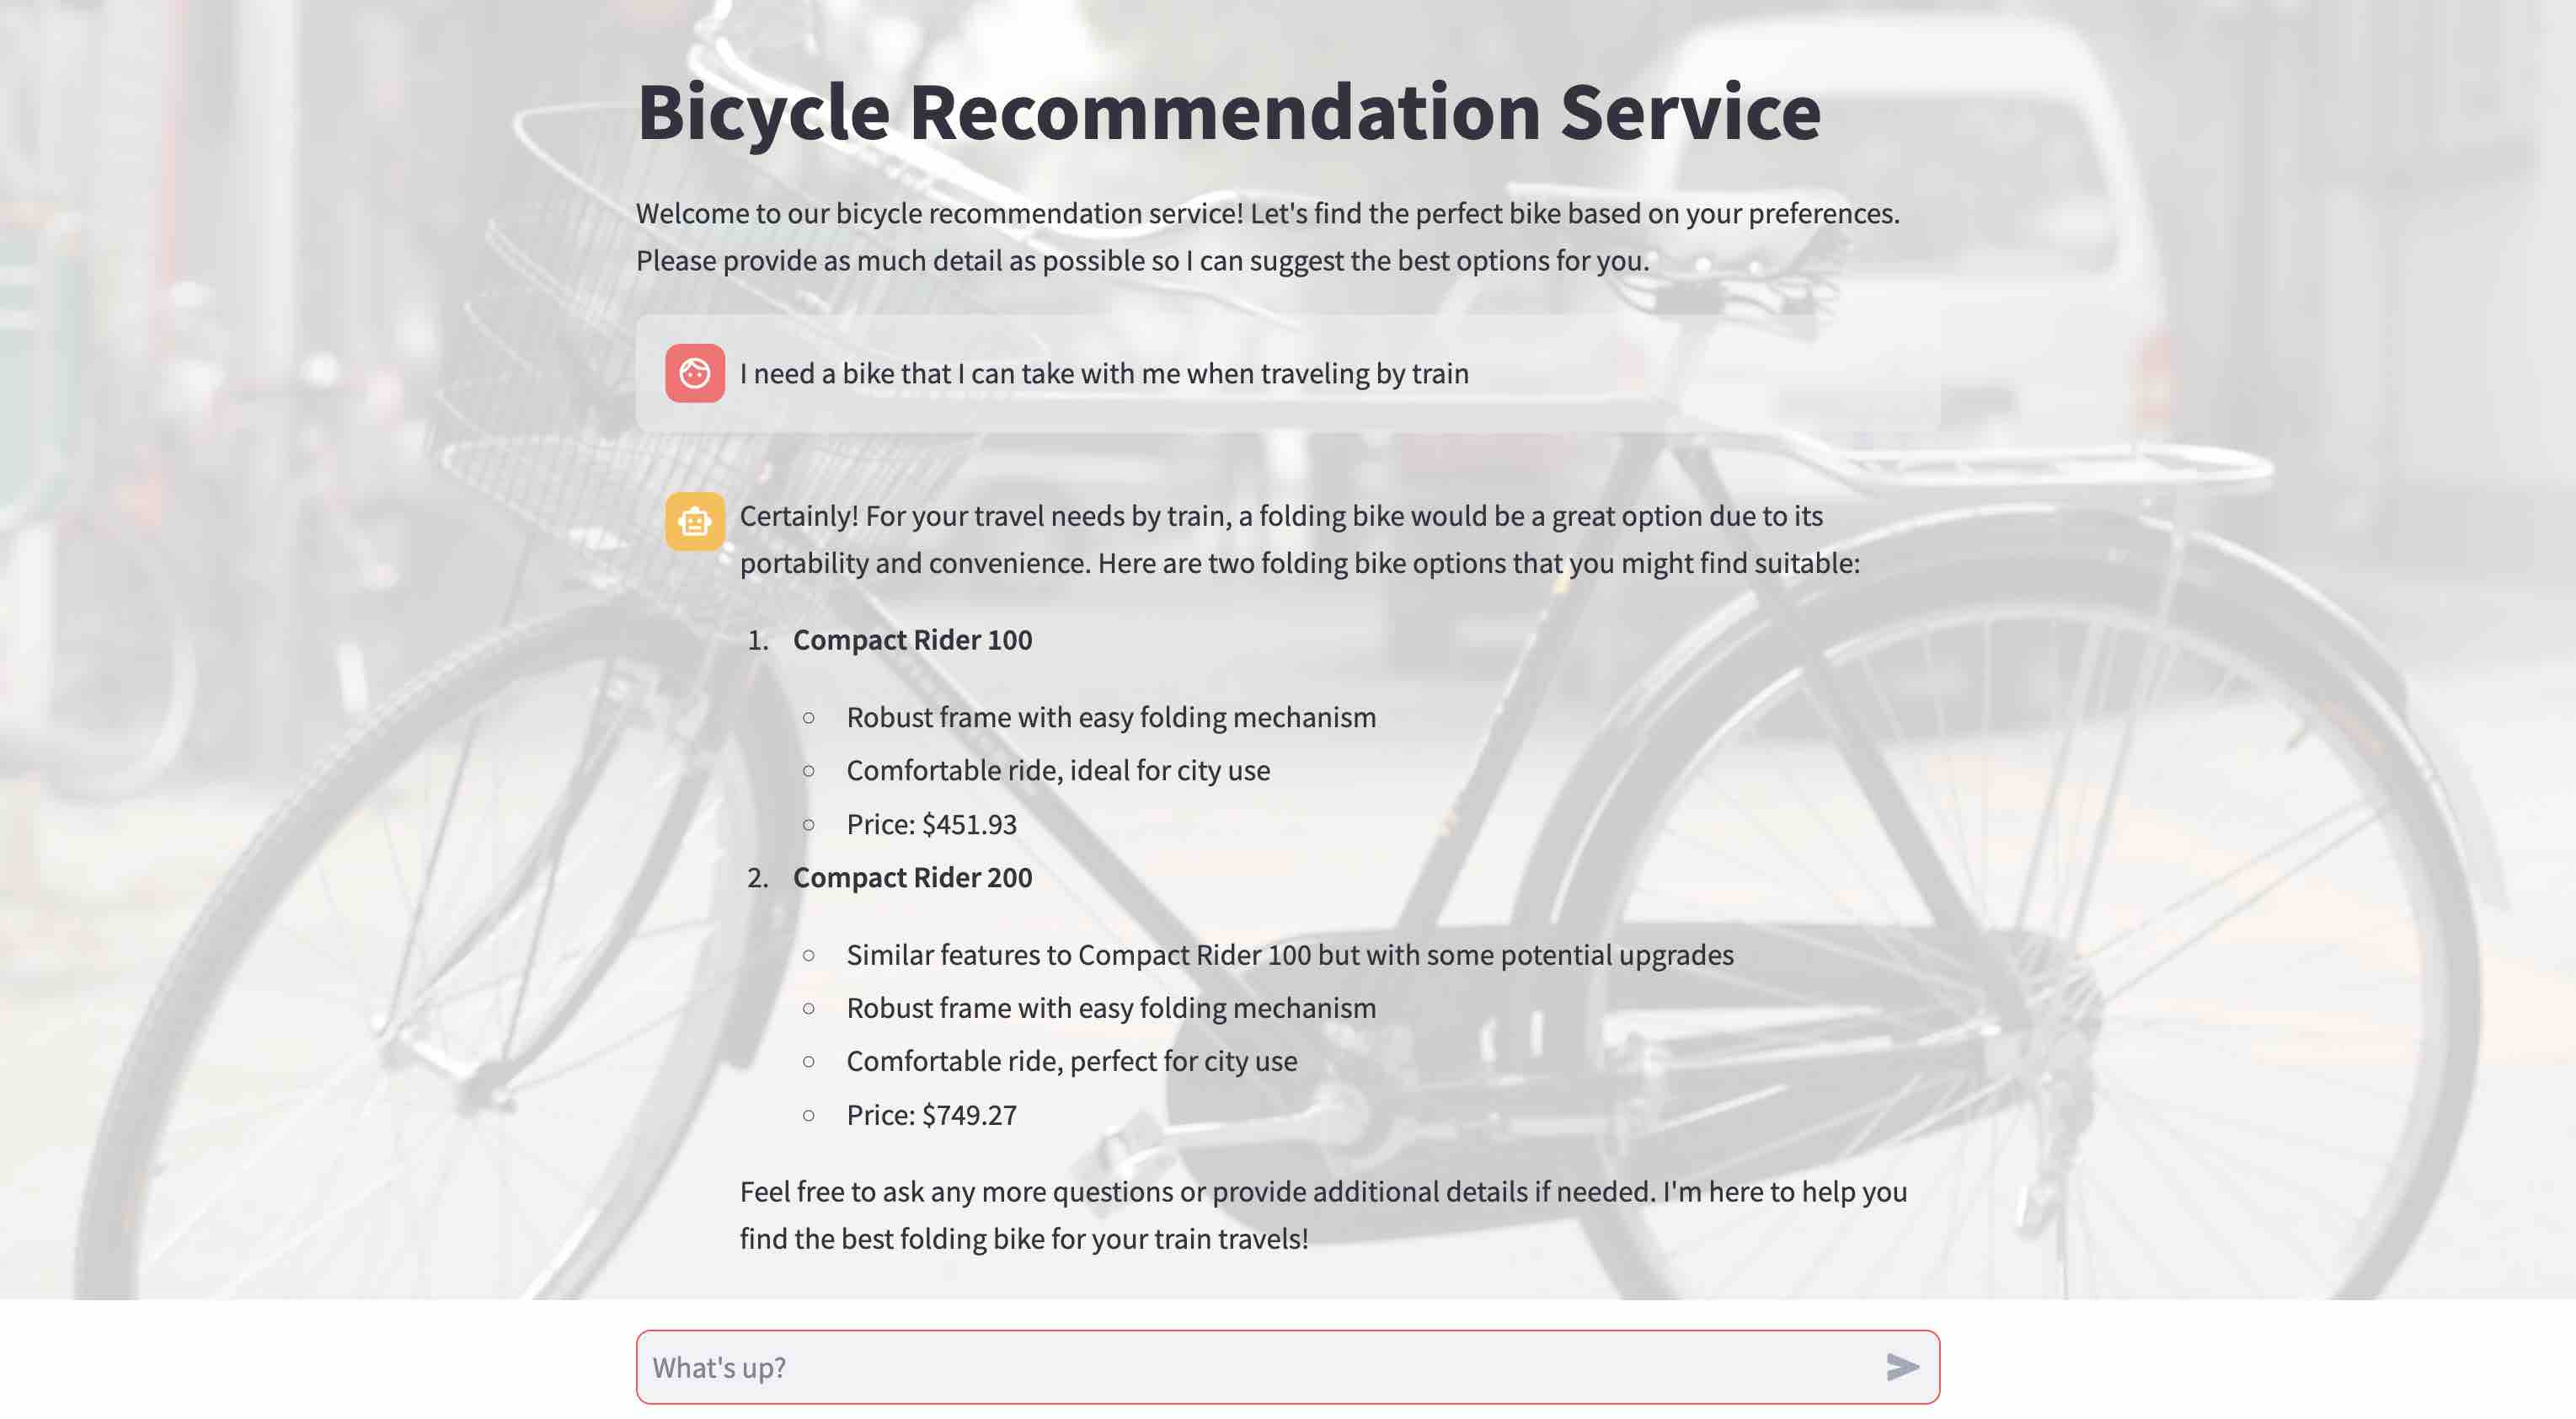 Bicycle Recommendation Service
Welcome to our bicycle recommendation service! Let's find the perfect bike based on your preferences.
Please provide as much detail as possible so I can suggest the best options for you.
I need a bike that I can take with me when traveling by train
Certainly! For your travel needs by train, a folding bike would be a great option due to its
portability and convenience. Here are two folding bike options that you might find suitable:
1. Compact Rider 100
○ Robust frame with easy folding mechanism
○ Comfortable ride, ideal for city use
○ Price: $451.93
2. Compact Rider 200
○ Similar features to Compact Rider 100 but with some potential upgrades
○ Robust frame with easy folding mechanism
○ Comfortable ride, perfect for city use
○ Price: $749.27
Feel free to ask any more questions or provide additional details if needed. I'm here to help you
find the best folding bike for your train travels!
What's up?